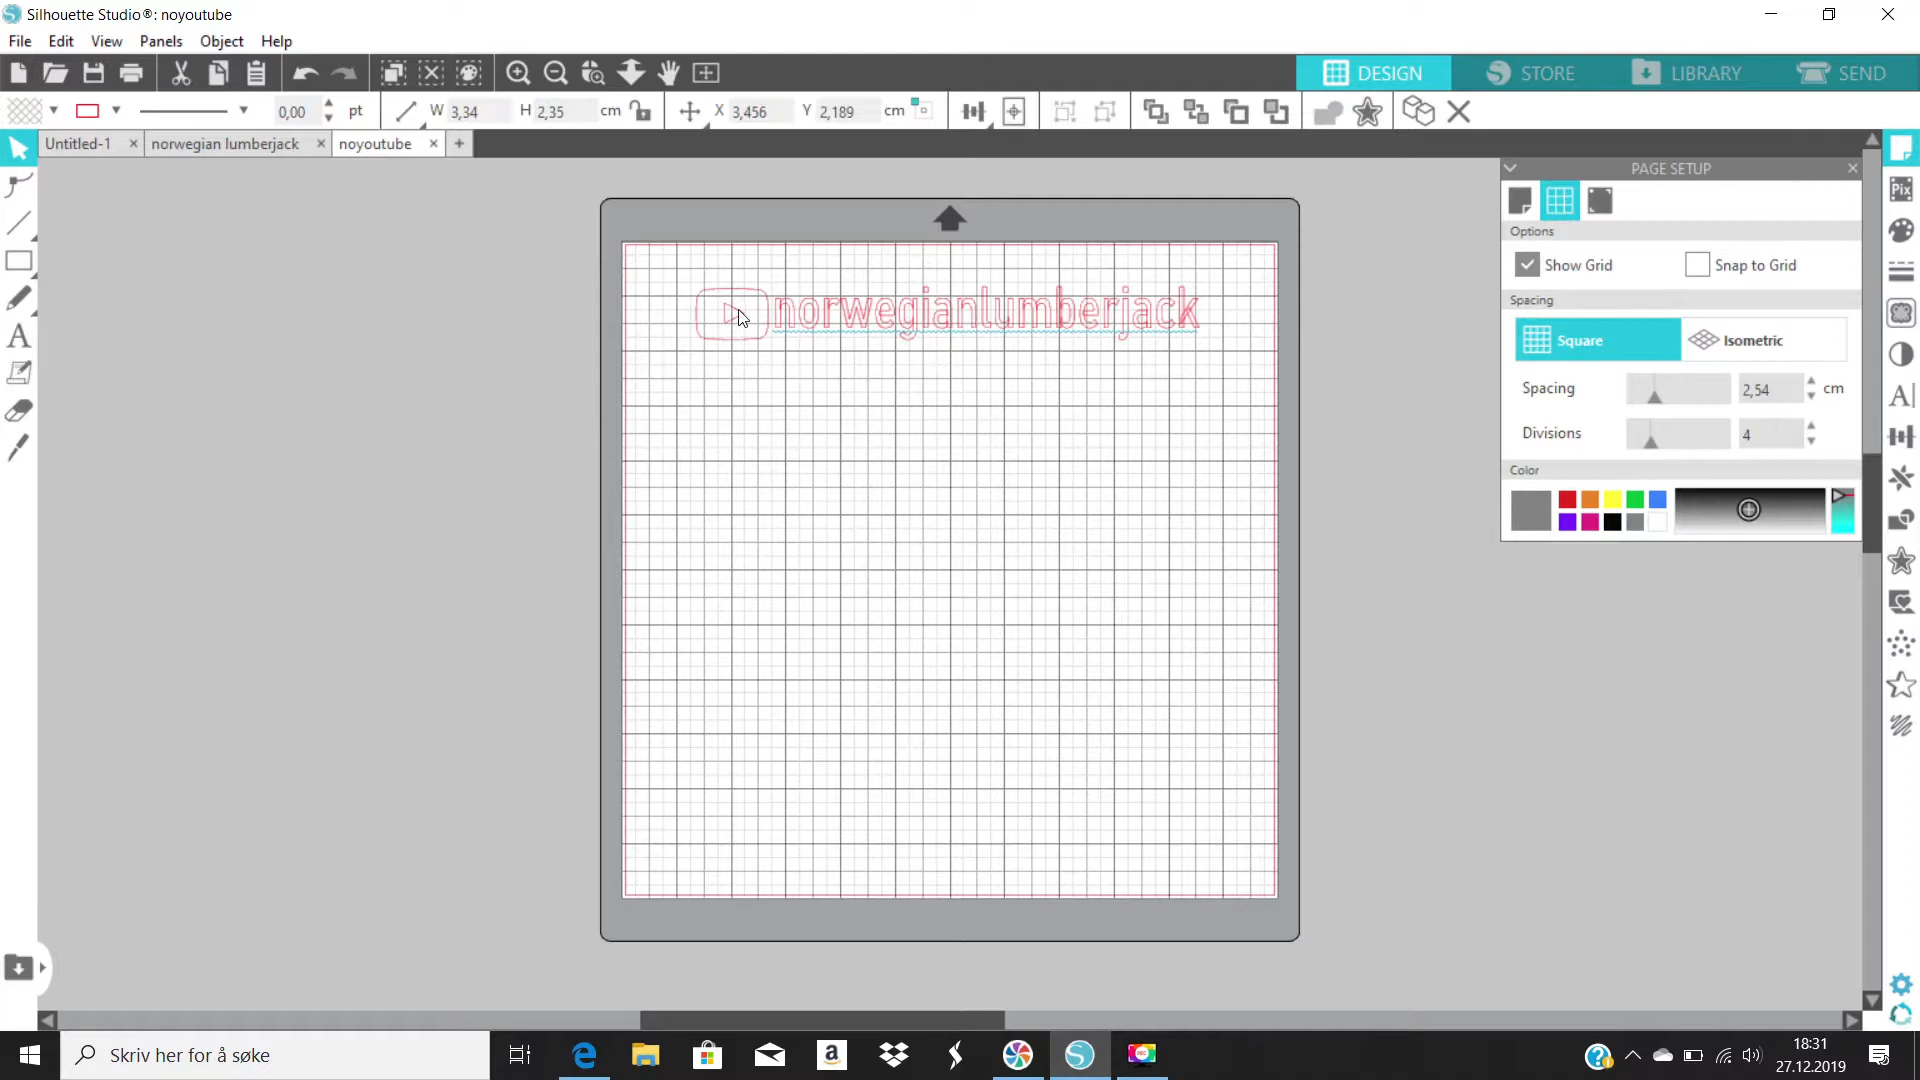 Silhouette Studio®: noyoutube
File Edit View Panels Object Help
DESIGN STORE LIBRARY SEND
0,00 pt W 3,34 H 2,35 cm X 3,456 Y 2,189 cm
Untitled-1 norwegian lumberjack noyoutube
PAGE SETUP
Pix
Options
Show Grid Snap to Grid
norwegianlumberjack
Spacing
Square Isometric
Spacing 2,54 cm
A
Divisions 4
Color
Skriv her for å søke
18:31
27.12.2019